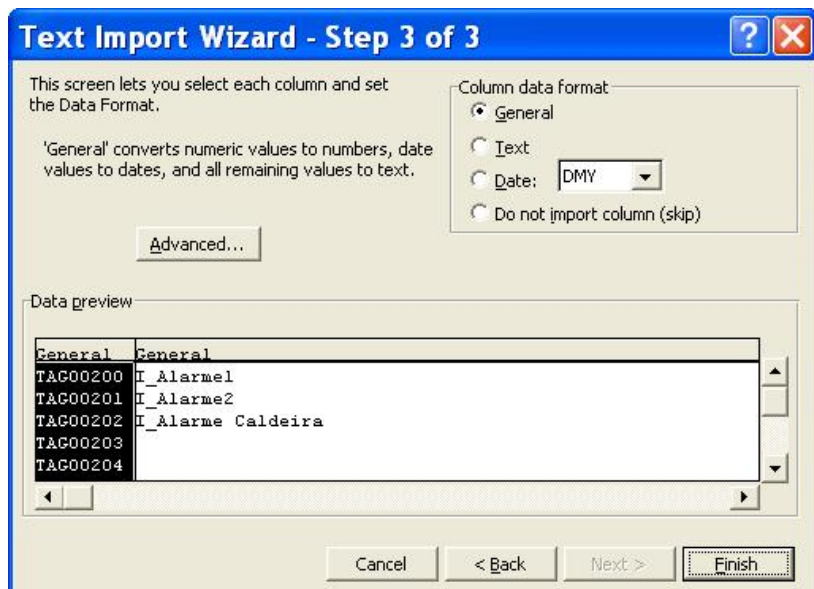 Text Import Wizard - Step 3 of 3
This screen lets you select each column and set
the Data Format.
'General' converts numeric values to numbers, date
values to dates, and all remaining values to text.
Advanced...
Column data format
General
Text
Date: DMY
Do not import column (skip)
Data preview
General General
TAG00200 I_Alarme1
TAG00201 I_Alarme2
TAG00202 I_Alarme Caldeira
TAG00203
TAG00204
Cancel < Back Next > Finish